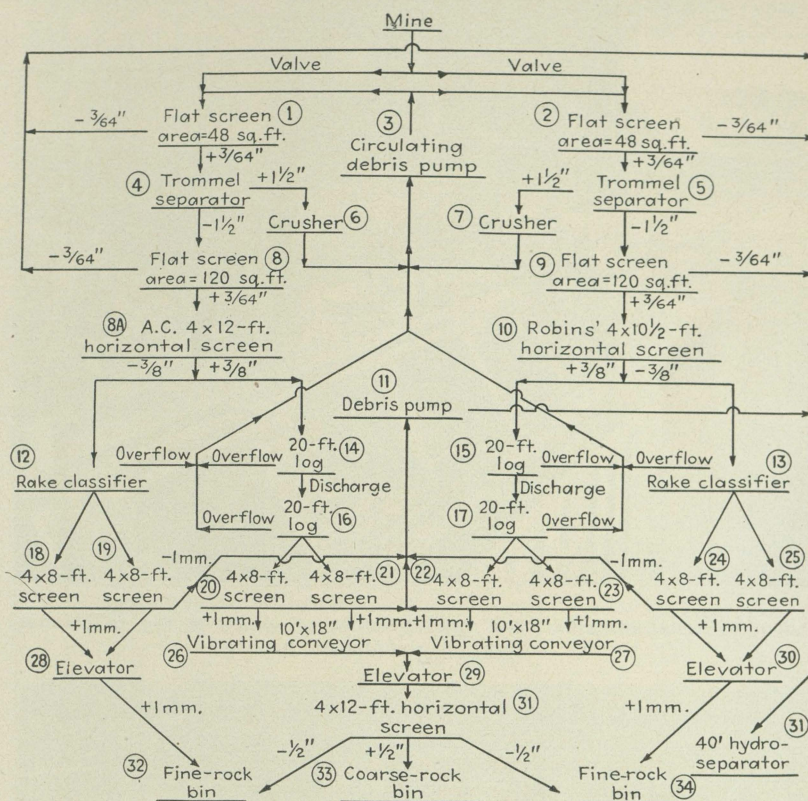 Mine
Valve Valve
- 3/64" Flat screen ① ② Flat screen - 3/64"
area=48 sq.ft. ③ area=48 sq.ft.
+3/64" Circulating +3/64"
④ Trommel +1½" debris pump +1½" Trommel ⑤
separator separator
-1½" Crusher ⑥ ⑦ Crusher -1½"
-3/64" Flat screen ⑧ ⑨ Flat screen -3/64"
area=120 sq.ft. area=120 sq.ft.
+3/64" +3/64"
8A A.C. 4x12-ft. ⑩ Robins' 4x10½-ft.
horizontal screen horizontal screen
-3/8" +3/8" ⑪ +3/8" -3/8"
Debris pump
⑫ Overflow Overflow 20-ft. ⑭ ⑮ 20-ft. Overflow Overflow ⑬
Rake classifier log log Rake classifier
Discharge Discharge
Overflow 20-ft. ⑯ ⑰ 20-ft. Overflow
log log
⑱ ⑲ -1mm. -1mm. ㉔ ㉕
4x8-ft. 4x8-ft. ⑳ 4x8-ft. 4x8-ft. ㉑ ㉒ 4x8-ft. 4x8-ft. ㉓ 4x8-ft. 4x8-ft.
screen screen screen screen screen screen screen screen
+1mm. +1mm. +1mm. +1mm. +1mm. +1mm.
10'x18" 10'x18"
㉖ Vibrating conveyor Vibrating conveyor ㉗
㉘ Elevator Elevator ㉙ Elevator ㉚
+1mm. 4x12-ft. horizontal ㉛ +1mm. ㉛
screen 40' hydro-
separator
-½" +½" -½"
㉜ Fine-rock ㉝ Coarse-rock Fine-rock ㉞
bin bin bin